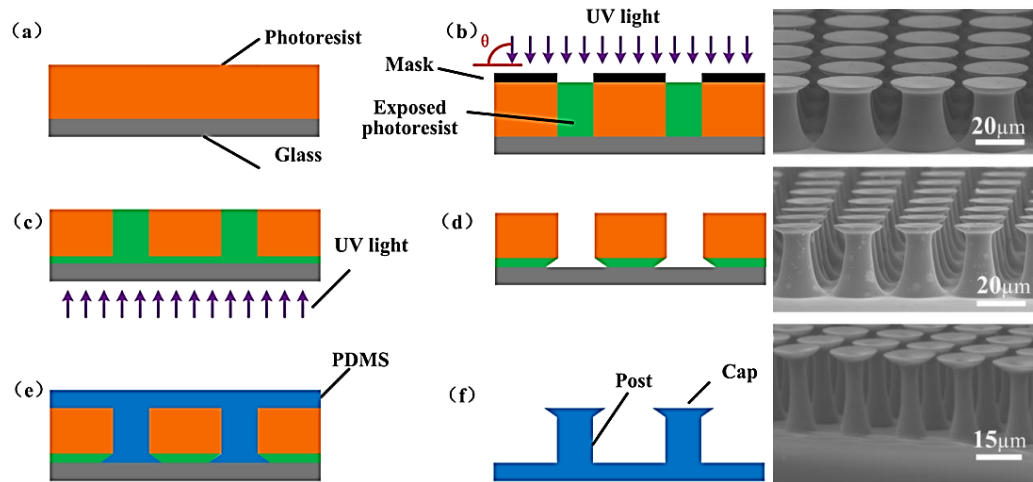 (a)
Photoresist
Glass
(b)
UV light
θ
Mask
Exposed
photoresist
20μm
(c)
UV light
(d)
20μm
(e)
PDMS
(f)
Post
Cap
15μm